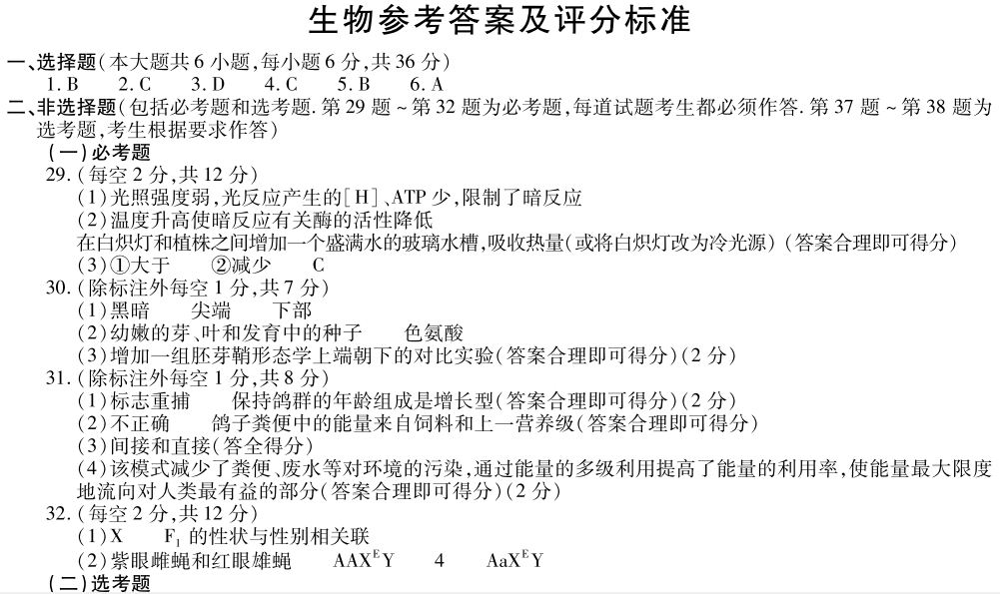 生物参考答案及评分标准
一、选择题(本大题共6小题,每小题6分,共36分)
1. B 2. C 3. D 4. C 5. B 6. A
二、非选择题(包括必考题和选考题.第29题~第32题为必考题,每道试题考生都必须作答.第37题~第38题为
选考题,考生根据要求作答)
(一)必考题
29.(每空2分,共12分)
(1)光照强度弱,光反应产生的[H]、ATP少,限制了暗反应
(2)温度升高使暗反应有关酶的活性降低
在白炽灯和植株之间增加一个盛满水的玻璃水槽,吸收热量(或将白炽灯改为冷光源)(答案合理即可得分)
(3)①大于 ②减少 C
30.(除标注外每空1分,共7分)
(1)黑暗 尖端 下部
(2)幼嫩的芽、叶和发育中的种子 色氨酸
(3)增加一组胚芽鞘形态学上端朝下的对比实验(答案合理即可得分)(2分)
31.(除标注外每空1分,共8分)
(1)标志重捕 保持鸽群的年龄组成是增长型(答案合理即可得分)(2分)
(2)不正确 鸽子粪便中的能量来自饲料和上一营养级(答案合理即可得分)
(3)间接和直接(答全得分)
(4)该模式减少了粪便、废水等对环境的污染,通过能量的多级利用提高了能量的利用率,使能量最大限度
地流向对人类最有益的部分(答案合理即可得分)(2分)
32.(每空2分,共12分)
(1)X F₁的性状与性别相关联
(2)紫眼雌蝇和红眼雄蝇 AAXᴱY 4 AaXᴱY
(二)选考题